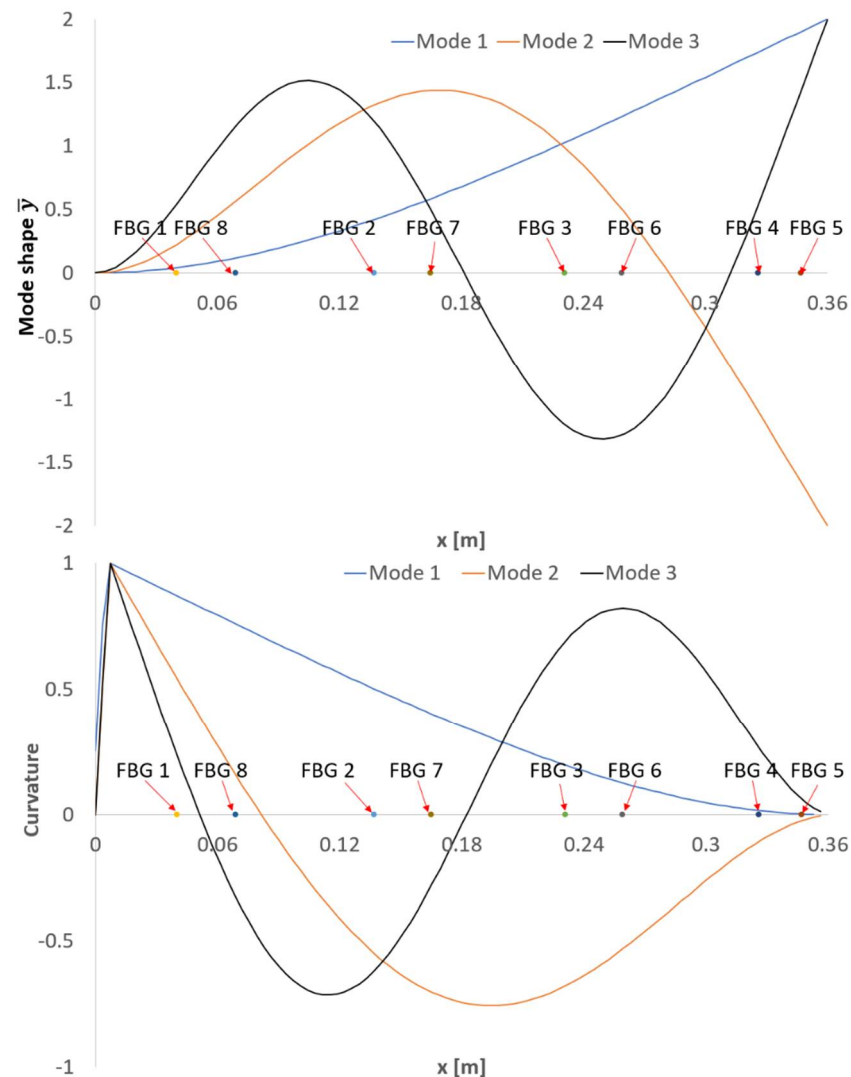 2
Mode 1 Mode 2 Mode 3
1.5
1
0.5
FBG 1 FBG 8 FBG 2 FBG 7 FBG 3 FBG 6 FBG 4 FBG 5
0
0 0.06 0.12 0.18 0.24 0.3 0.36
-0.5
-1
-1.5
-2
Mode shape y̅
x [m]
1
Mode 1 Mode 2 Mode 3
0.5
FBG 1 FBG 8 FBG 2 FBG 7 FBG 3 FBG 6 FBG 4 FBG 5
0
0 0.06 0.12 0.18 0.24 0.3 0.36
-0.5
-1
Curvature
x [m]